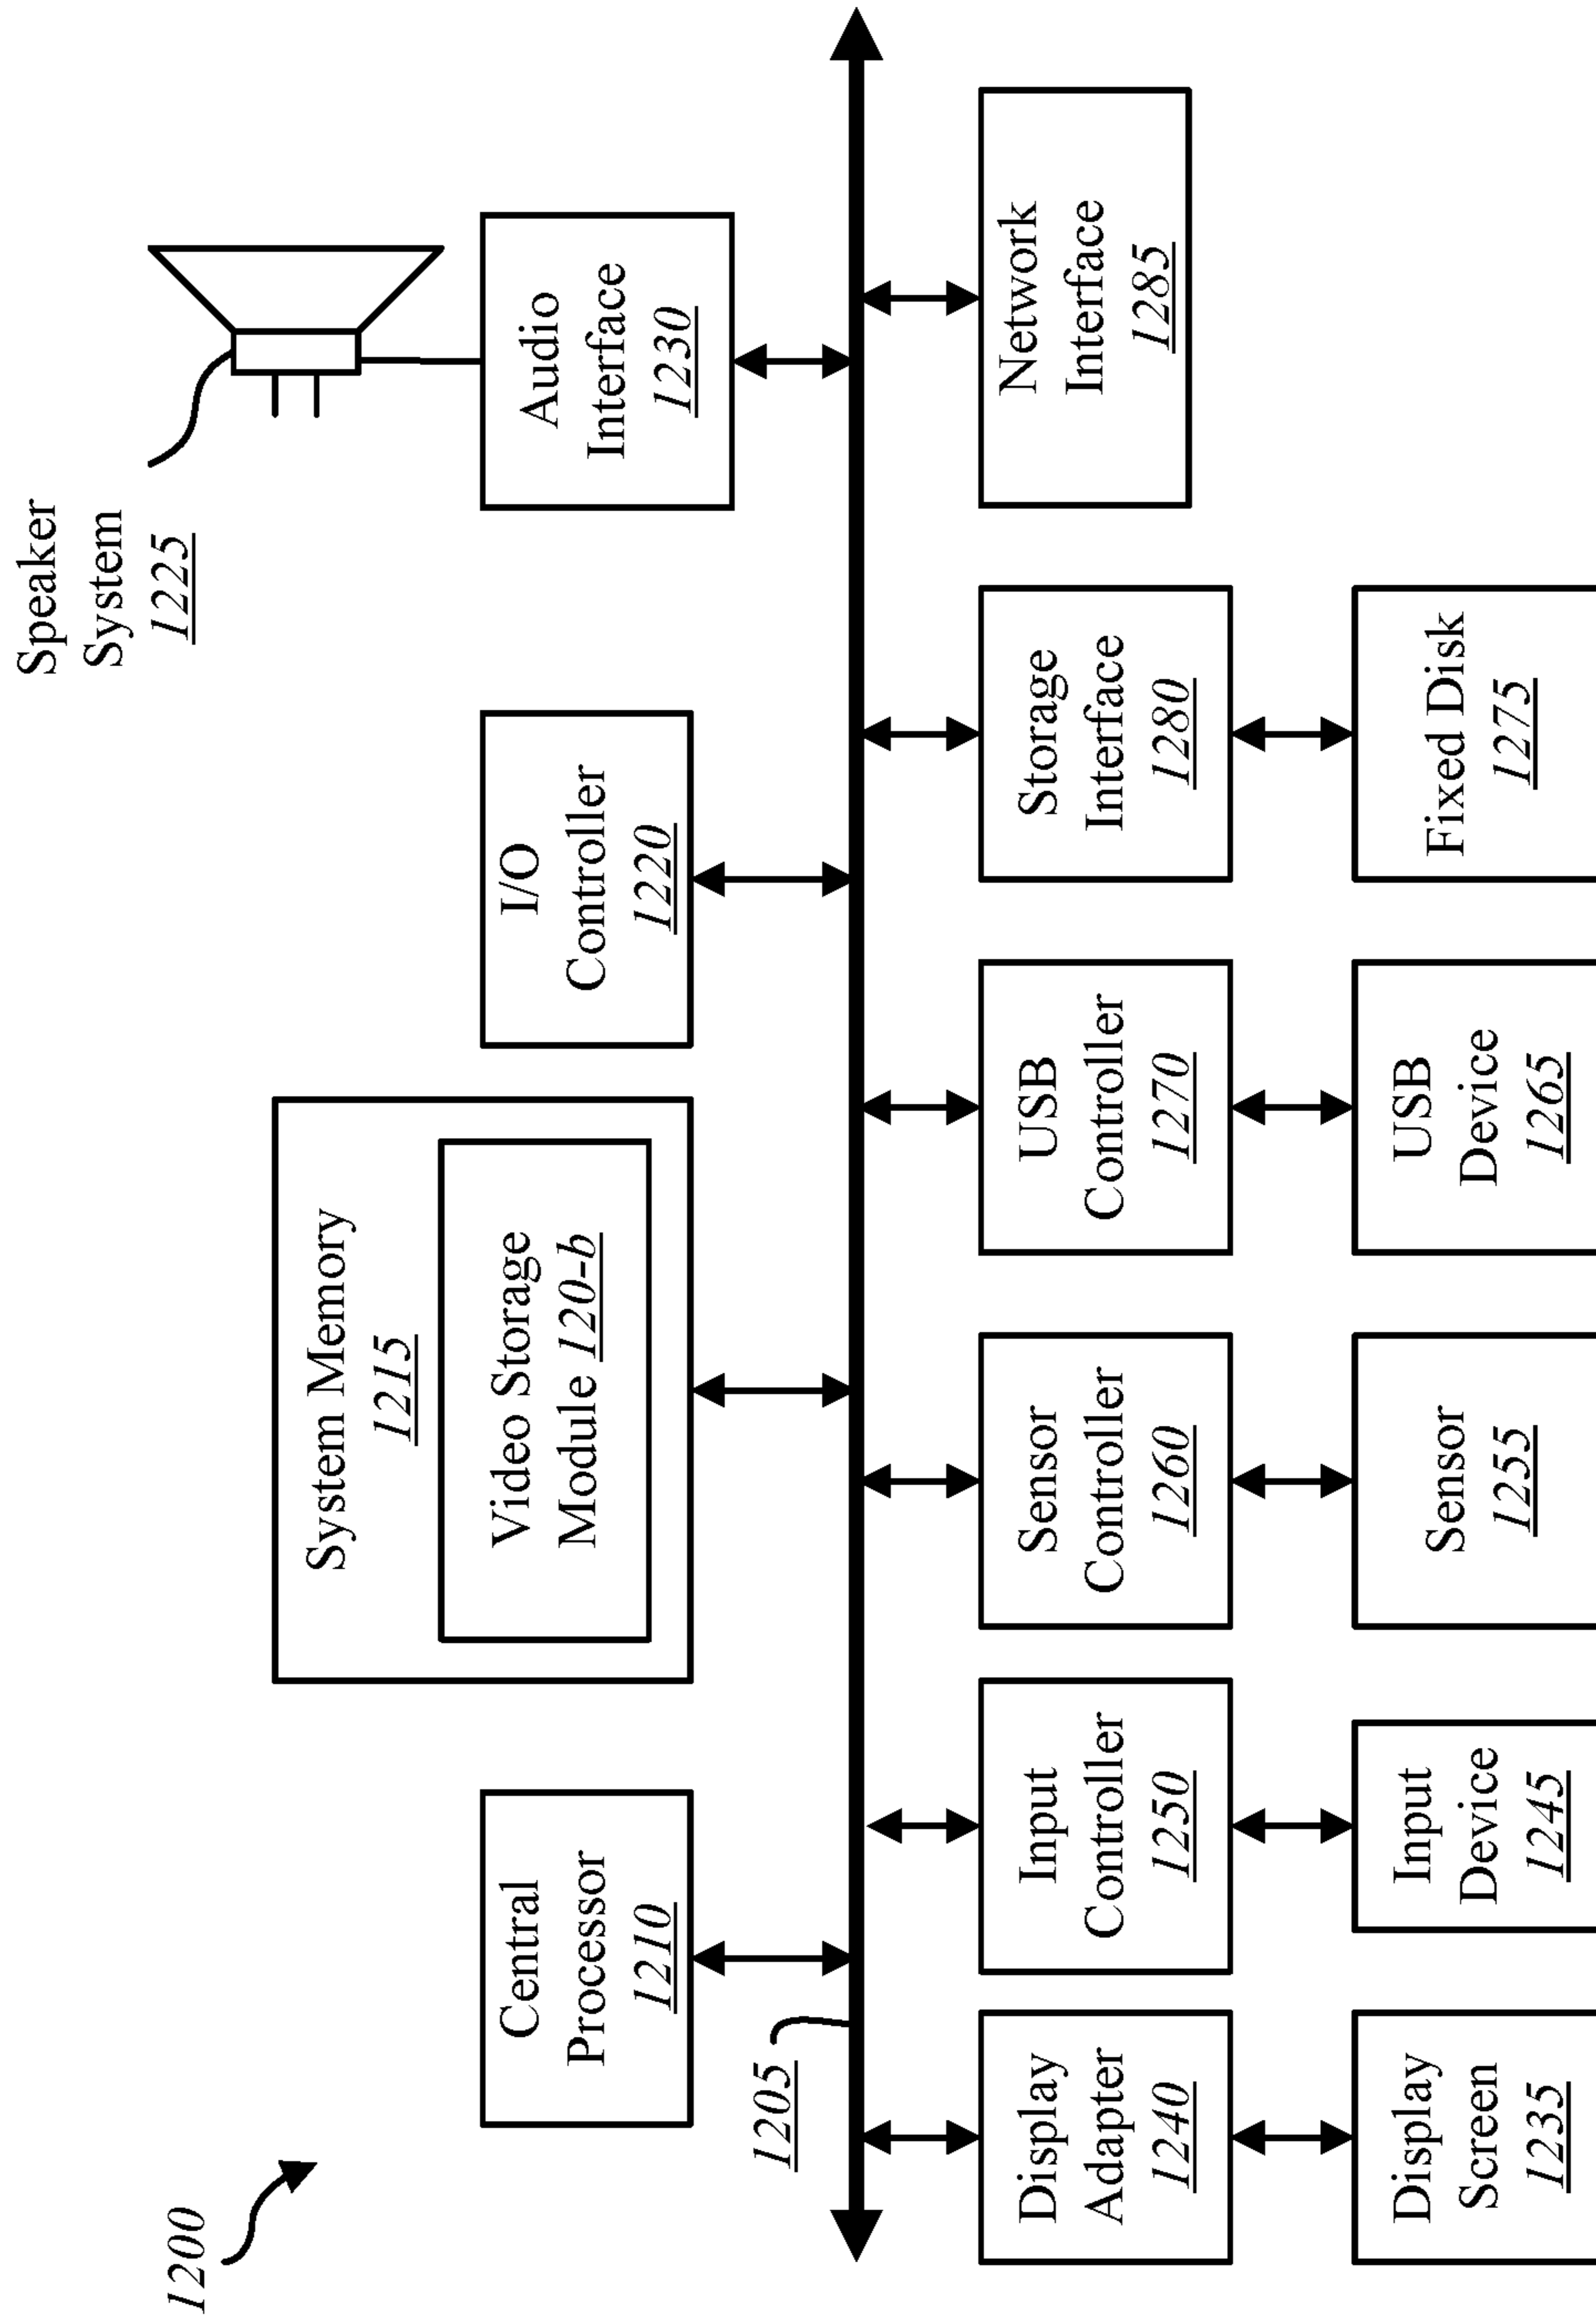 1200
Speaker
System
1225
Central
Processor
1210
System Memory
1215
Video Storage
Module 120-b
I/O
Controller
1220
Audio
Interface
1230
1205
Display
Adapter
1240
Input
Controller
1250
Sensor
Controller
1260
USB
Controller
1270
Storage
Interface
1280
Network
Interface
1285
Display
Screen
1235
Input
Device
1245
Sensor
1255
USB
Device
1265
Fixed Disk
1275